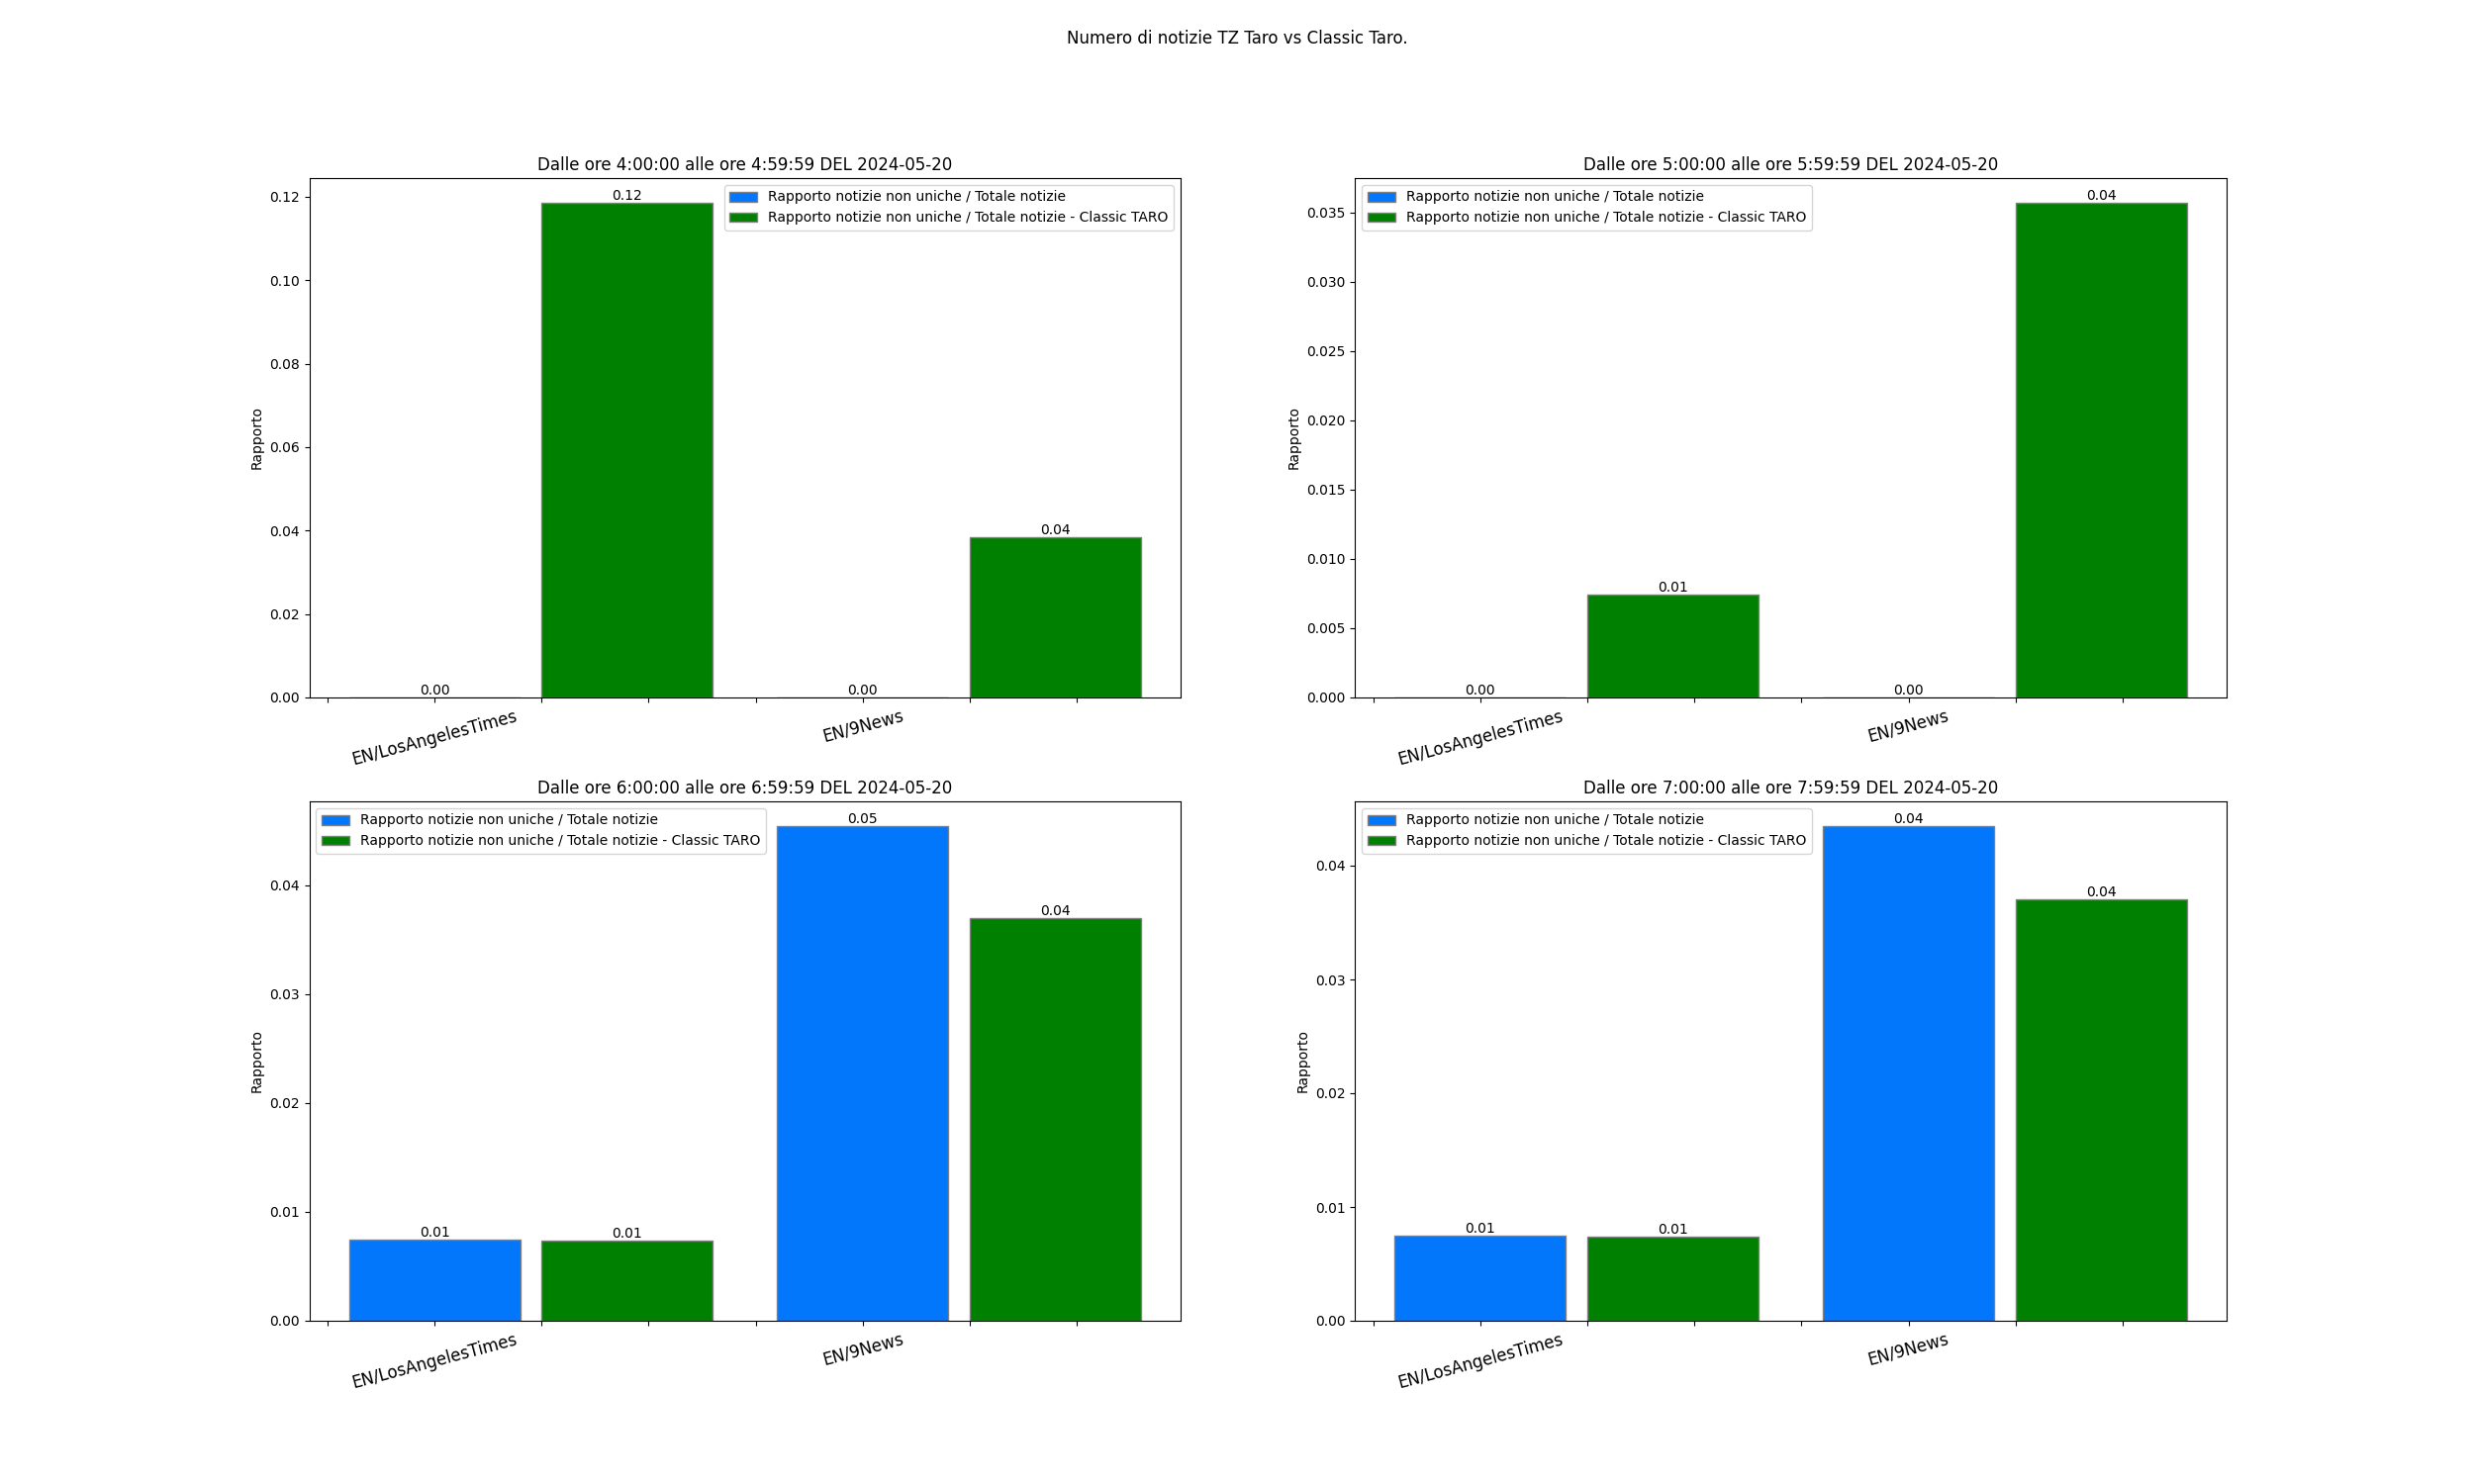 Numero di notizie TZ Taro vs Classic Taro.
Dalle ore 4:00:00 alle ore 4:59:59 DEL 2024-05-20
Rapporto notizie non uniche / Totale notizie
Rapporto notizie non uniche / Totale notizie - Classic TARO
0.12
0.10
0.08
0.06
0.04
0.02
0.00
Rapporto
0.00
0.12
0.00
0.04
EN/LosAngelesTimes
EN/9News
Dalle ore 5:00:00 alle ore 5:59:59 DEL 2024-05-20
Rapporto notizie non uniche / Totale notizie
Rapporto notizie non uniche / Totale notizie - Classic TARO
0.035
0.030
0.025
0.020
0.015
0.010
0.005
0.000
Rapporto
0.00
0.01
0.00
0.04
EN/LosAngelesTimes
EN/9News
Dalle ore 6:00:00 alle ore 6:59:59 DEL 2024-05-20
Rapporto notizie non uniche / Totale notizie
Rapporto notizie non uniche / Totale notizie - Classic TARO
0.04
0.03
0.02
0.01
0.00
Rapporto
0.01
0.01
0.05
0.04
EN/LosAngelesTimes
EN/9News
Dalle ore 7:00:00 alle ore 7:59:59 DEL 2024-05-20
Rapporto notizie non uniche / Totale notizie
Rapporto notizie non uniche / Totale notizie - Classic TARO
0.04
0.03
0.02
0.01
0.00
Rapporto
0.01
0.01
0.04
0.04
EN/LosAngelesTimes
EN/9News